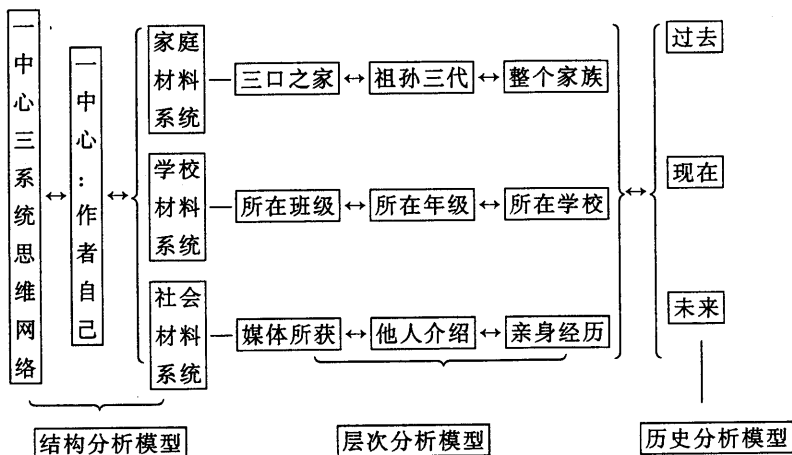 一中心三系统思维网络
一中心：作者自己
家庭材料系统
三口之家
祖孙三代
整个家族
学校材料系统
所在班级
所在年级
所在学校
社会材料系统
媒体所获
他人介绍
亲身经历
过去
现在
未来
结构分析模型
层次分析模型
历史分析模型